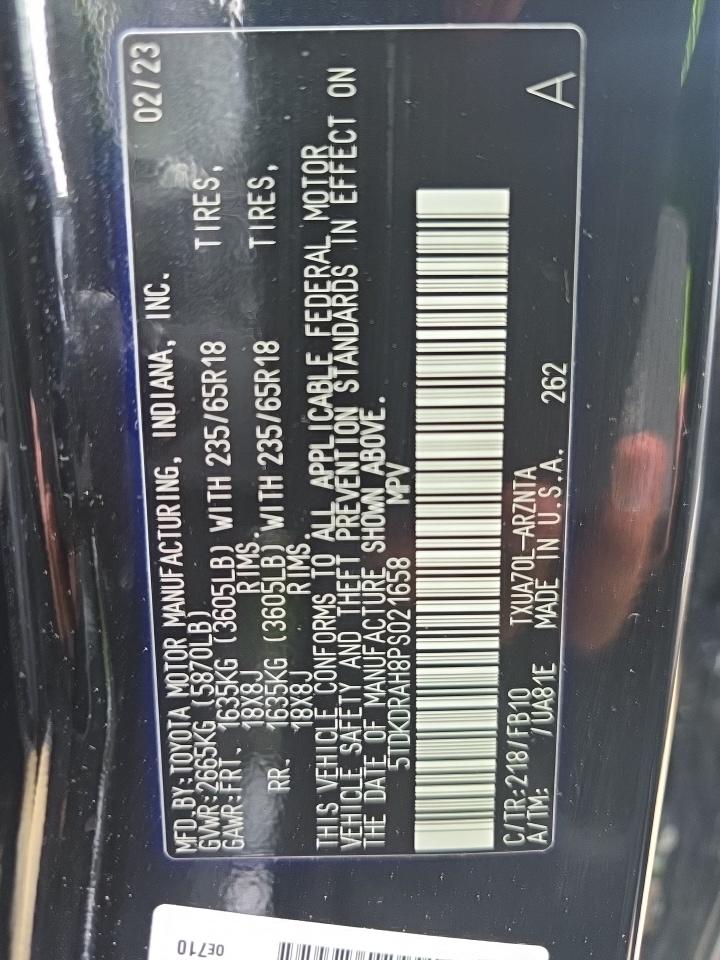 MFD. BY: TOYOTA MOTOR MANUFACTURING, INDIANA, INC. 02/23
GVWR: 2665KG (5870LB)
GAWR: FRT. 1635KG (3605LB) WITH 235/65R18 TIRES,
18X8J RIMS.
RR. 1635KG (3605LB) WITH 235/65R18 TIRES,
18X8J RIMS.
THIS VEHICLE CONFORMS TO ALL APPLICABLE FEDERAL MOTOR
VEHICLE SAFETY AND THEFT PREVENTION STANDARDS IN EFFECT ON
THE DATE OF MANUFACTURE SHOWN ABOVE.
5TDKDRAH8PS021658 MPV
C/TR: 218/FB10 TXUA70L-ARZNTA
A/TM: /UA81E MADE IN U.S.A. 262 A
0E710